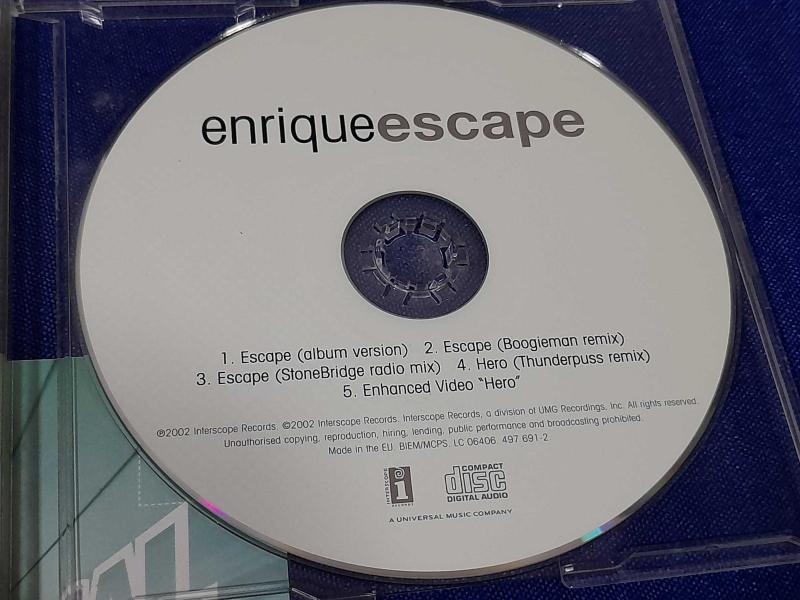 enriqueescape
1. Escape (album version) 2. Escape (Boogieman remix)
3. Escape (StoneBridge radio mix) 4. Hero (Thunderpuss remix)
5. Enhanced Video "Hero"
℗2002 Interscope Records. ©2002 Interscope Records. Interscope Records, a division of UMG Recordings, Inc. All rights reserved.
Unauthorised copying, reproduction, hiring, lending, public performance and broadcasting prohibited.
Made in the EU. BIEM/MCPS. LC 06406. 497 691-2
INTERSCOPE
i
RECORDS
COMPACT
disc
DIGITAL AUDIO
A UNIVERSAL MUSIC COMPANY